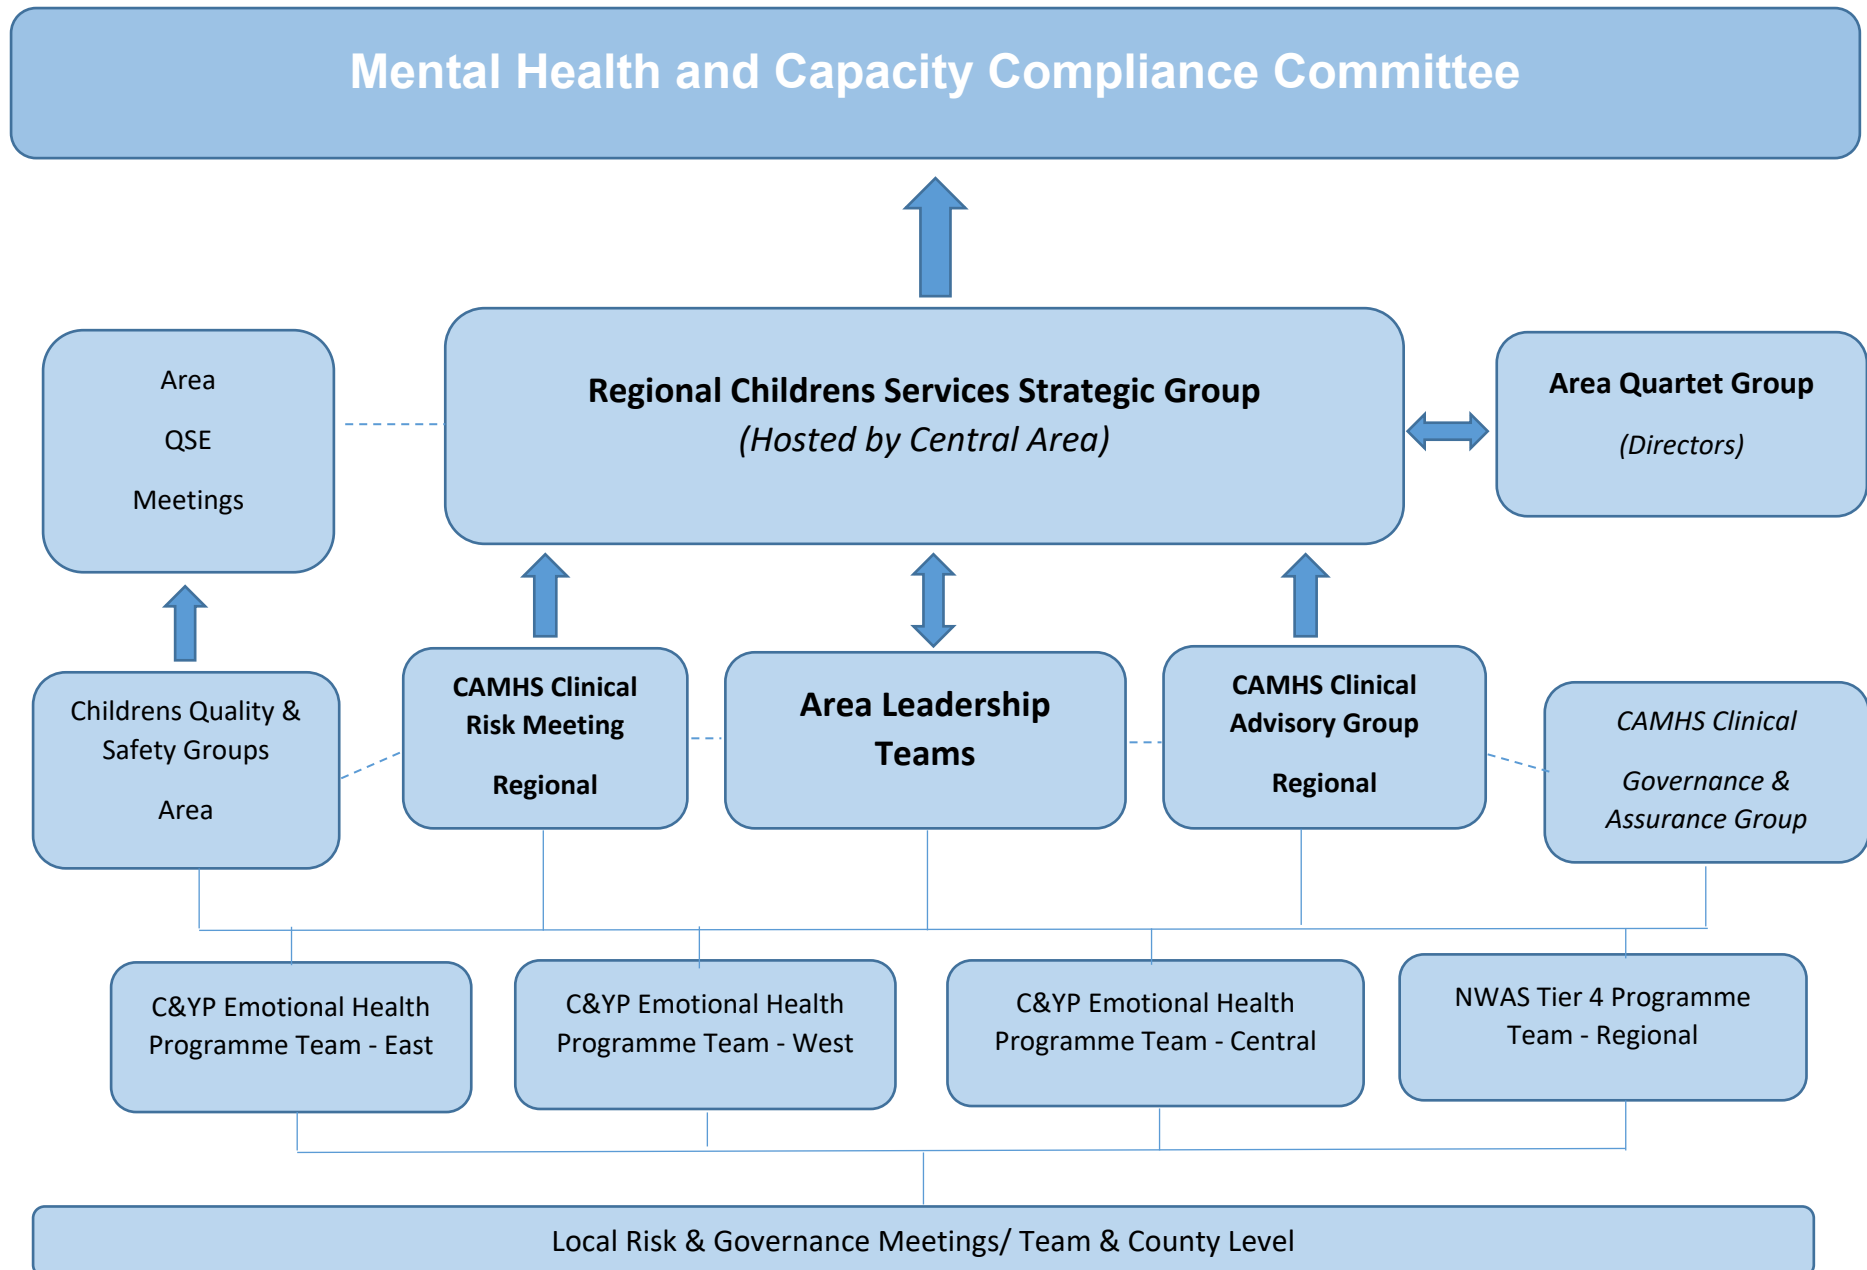 Mental Health and Capacity Compliance Committee
Area
QSE
Meetings
Regional Childrens Services Strategic Group
(Hosted by Central Area)
Area Quartet Group
(Directors)
Childrens Quality &
Safety Groups
Area
CAMHS Clinical
Risk Meeting
Regional
Area Leadership
Teams
CAMHS Clinical
Advisory Group
Regional
CAMHS Clinical
Governance &
Assurance Group
C&YP Emotional Health
Programme Team - East
C&YP Emotional Health
Programme Team - West
C&YP Emotional Health
Programme Team - Central
NWAS Tier 4 Programme
Team - Regional
Local Risk & Governance Meetings/ Team & County Level